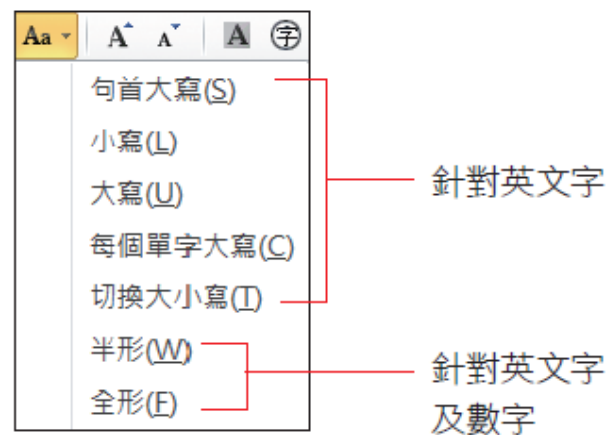 Aa A A A 字
句首大寫(S)
小寫(L)
大寫(U)
每個單字大寫(C)
切換大小寫(T)
針對英文字
半形(W)
全形(F)
針對英文字
及數字